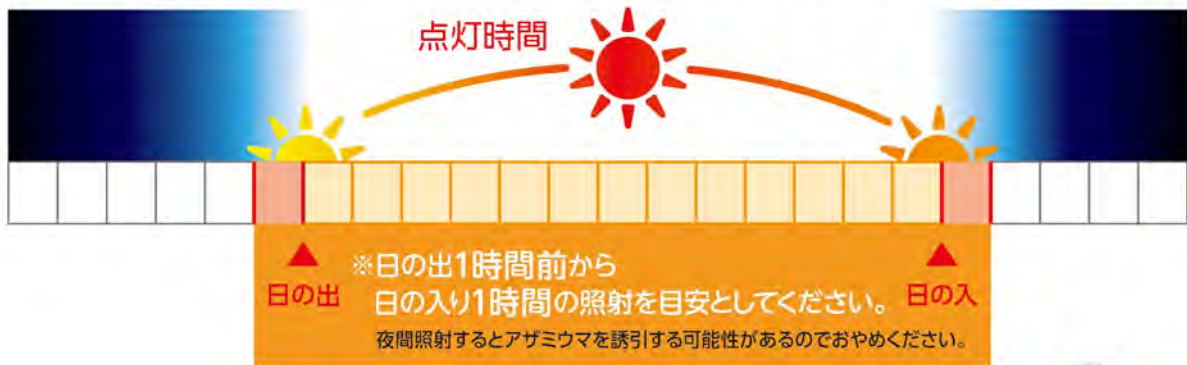 点灯時間
日の出
※日の出1時間前から
日の入り1時間の照射を目安としてください。
夜間照射するとアザミウマを誘引する可能性があるのでおやめください。
日の入